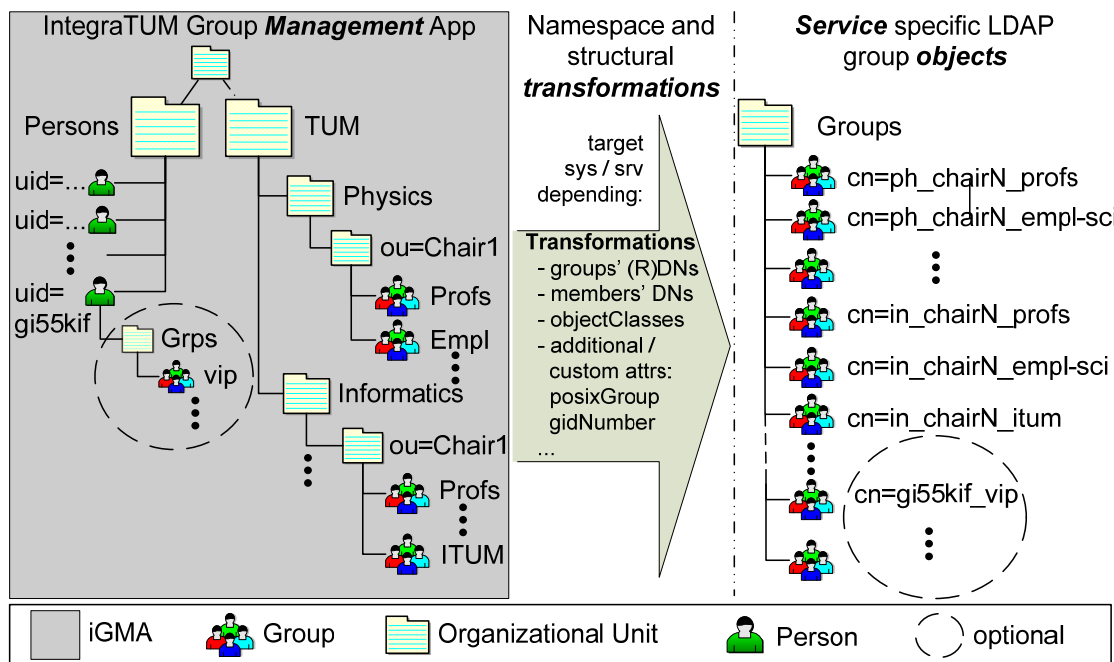 IntegraTUM Group Management App
Persons
TUM
uid=...
uid=...
uid=
gi55kif
Grps
vip
Physics
ou=Chair1
Profs
Empl
Informatics
ou=Chair1
Profs
ITUM
Namespace and
structural
transformations
target
sys / srv
depending:
Transformations
- groups' (R)DNs
- members' DNs
- objectClasses
- additional /
custom attrs:
posixGroup
gidNumber
...
Service specific LDAP
group objects
Groups
cn=ph_chairN_profs
cn=ph_chairN_empl-sci
cn=in_chairN_profs
cn=in_chairN_empl-sci
cn=in_chairN_itum
cn=gi55kif_vip
iGMA
Group
Organizational Unit
Person
optional